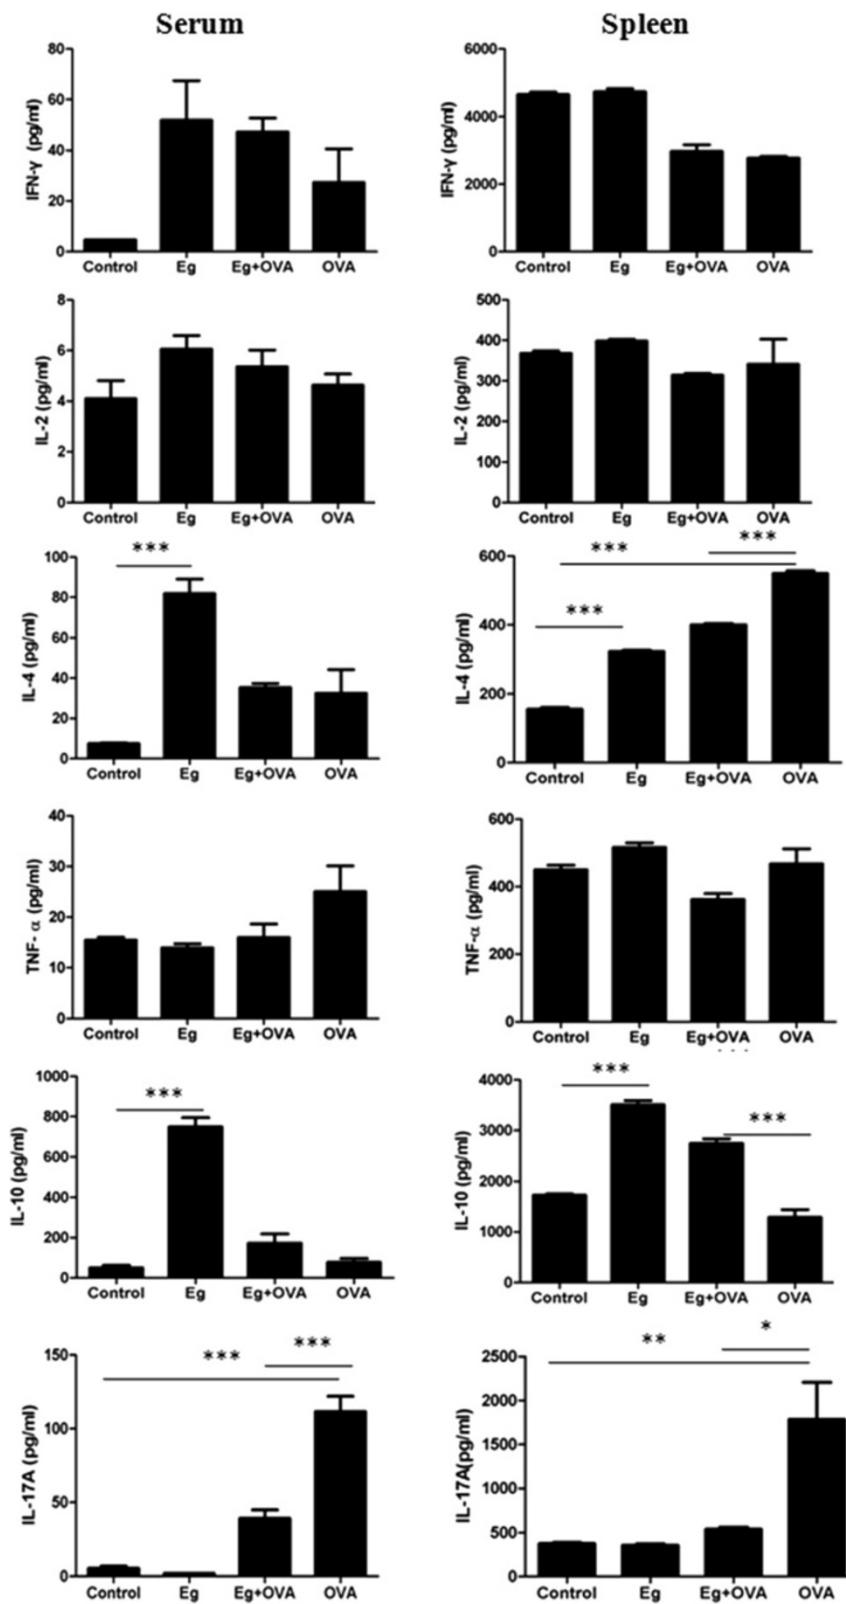 Serum
Spleen
IFN-γ (pg/ml)
80
60
40
20
0
Control Eg Eg+OVA OVA
IFN-γ (pg/ml)
6000
4000
2000
0
Control Eg Eg+OVA OVA
IL-2 (pg/ml)
8
6
4
2
0
Control Eg Eg+OVA OVA
IL-2 (pg/ml)
500
400
300
200
100
0
Control Eg Eg+OVA OVA
***
IL-4 (pg/ml)
100
80
60
40
20
0
Control Eg Eg+OVA OVA
***
***
***
IL-4 (pg/ml)
600
400
200
0
Control Eg Eg+OVA OVA
TNF- α (pg/ml)
40
30
20
10
0
Control Eg Eg+OVA OVA
TNF-α (pg/ml)
600
400
200
0
Control Eg Eg+OVA OVA
***
IL-10 (pg/ml)
1000
800
600
400
200
0
Control Eg Eg+OVA OVA
***
***
IL-10 (pg/ml)
4000
3000
2000
1000
0
Control Eg Eg+OVA OVA
***
***
IL-17A (pg/ml)
150
100
50
0
Control Eg Eg+OVA OVA
*
**
IL-17A(pg/ml)
2500
2000
1500
1000
500
0
Control Eg Eg+OVA OVA